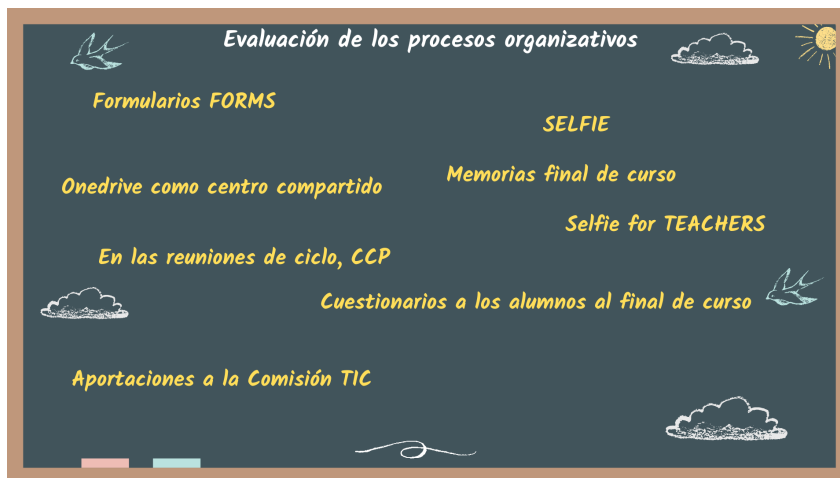 Evaluación de los procesos organizativos
Formularios FORMS
SELFIE
Memorias final de curso
Onedrive como centro compartido
Selfie for TEACHERS
En las reuniones de ciclo, CCP
Cuestionarios a los alumnos al final de curso
Aportaciones a la Comisión TIC